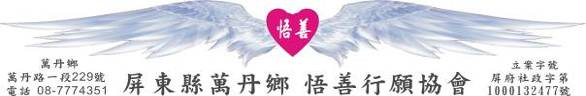 悟善
萬丹鄉
萬丹路一段229號
電話 08-7774351
屏東縣萬丹鄉 悟善行願協會
立案字號
屏府社政字第
1000132477號